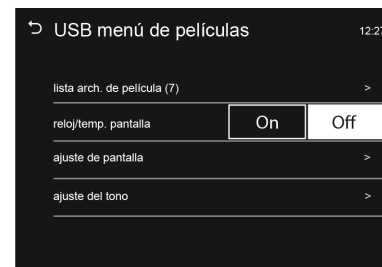 USB menú de películas
12:27
lista arch. de película (7) >
reloj/temp. pantalla On Off
ajuste de pantalla >
ajuste del tono >